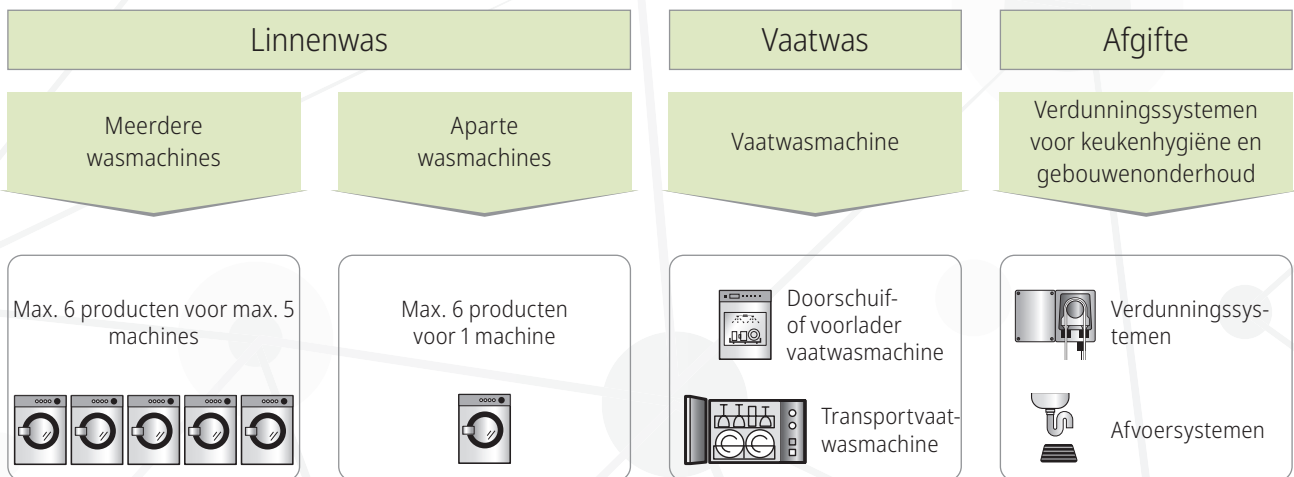 Linnenwas
Vaatwas
Afgifte
Meerdere
wasmachines
Aparte
wasmachines
Vaatwasmachine
Verdunningssystemen
voor keukenhygiëne en
gebouwenonderhoud
Max. 6 producten voor max. 5
machines
Max. 6 producten
voor 1 machine
Doorschuif-
of voorlader
vaatwasmachine
Transportvaat-
wasmachine
Verdunningssys-
temen
Afvoersystemen